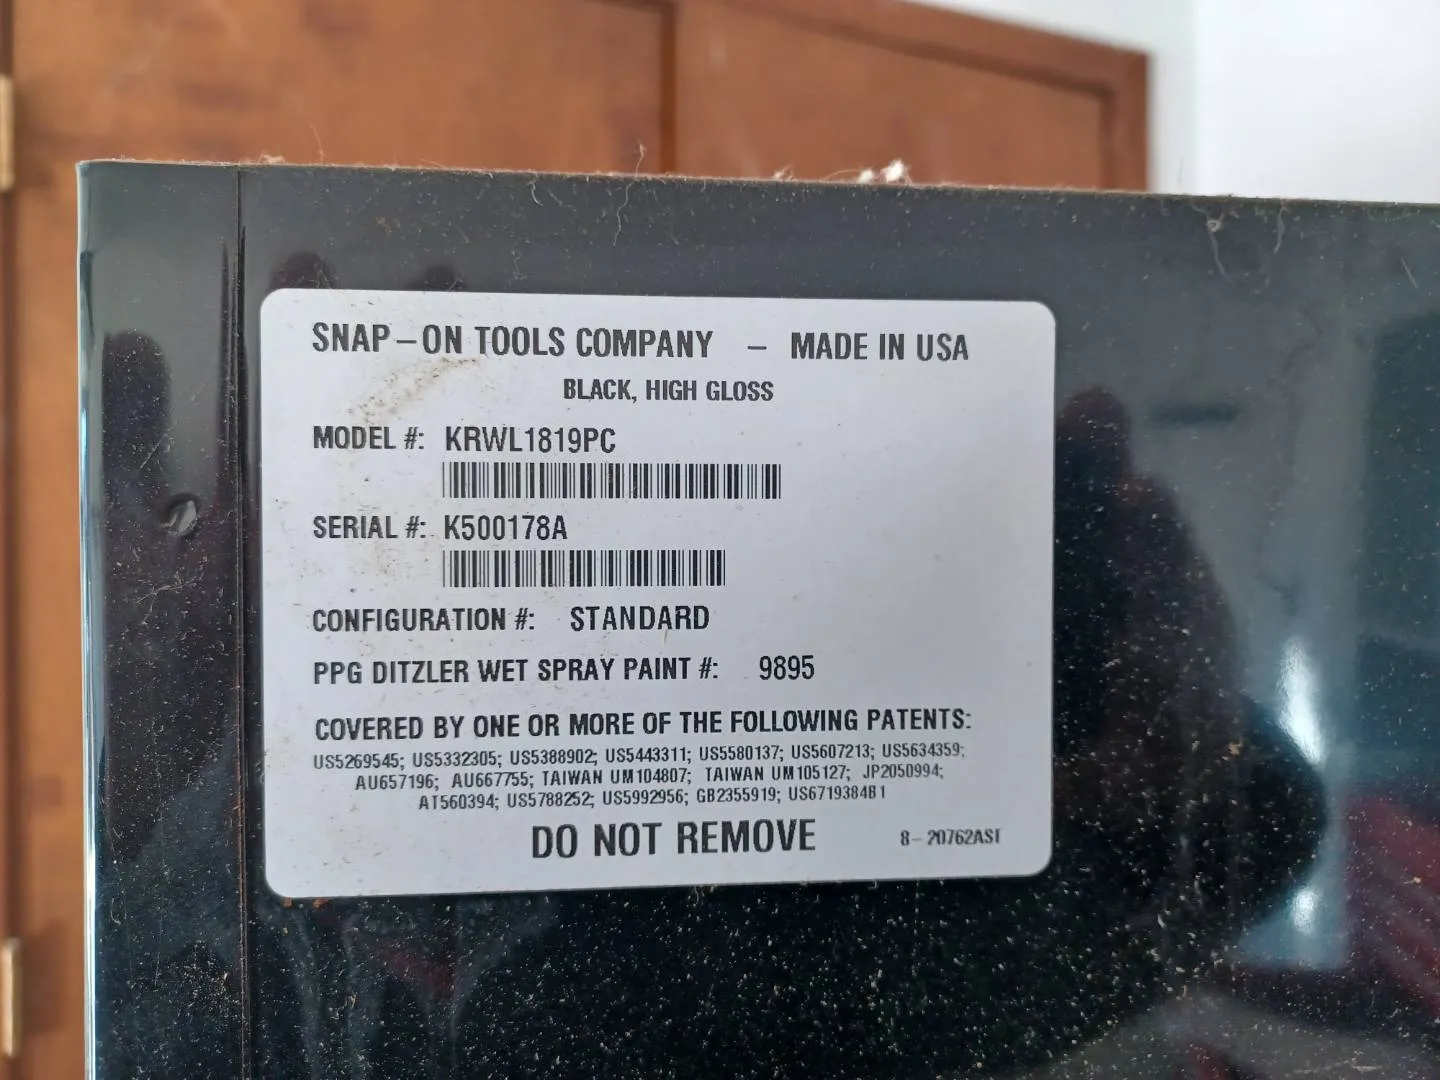 SNAP-ON TOOLS COMPANY - MADE IN USA
BLACK, HIGH GLOSS
MODEL #: KRWL1819PC
SERIAL #: K500178A
CONFIGURATION #: STANDARD
PPG DITZLER WET SPRAY PAINT #: 9895
COVERED BY ONE OR MORE OF THE FOLLOWING PATENTS:
US5269545; US5332305; US5388902; US5443311; US5580137; US5607213; US5634359;
AU657196; AU667755; TAIWAN UM104807; TAIWAN UM105127; JP2050994;
AT560394; US5788252; US5992956; GB2355919; US6719384B1
DO NOT REMOVE
8-20762AST